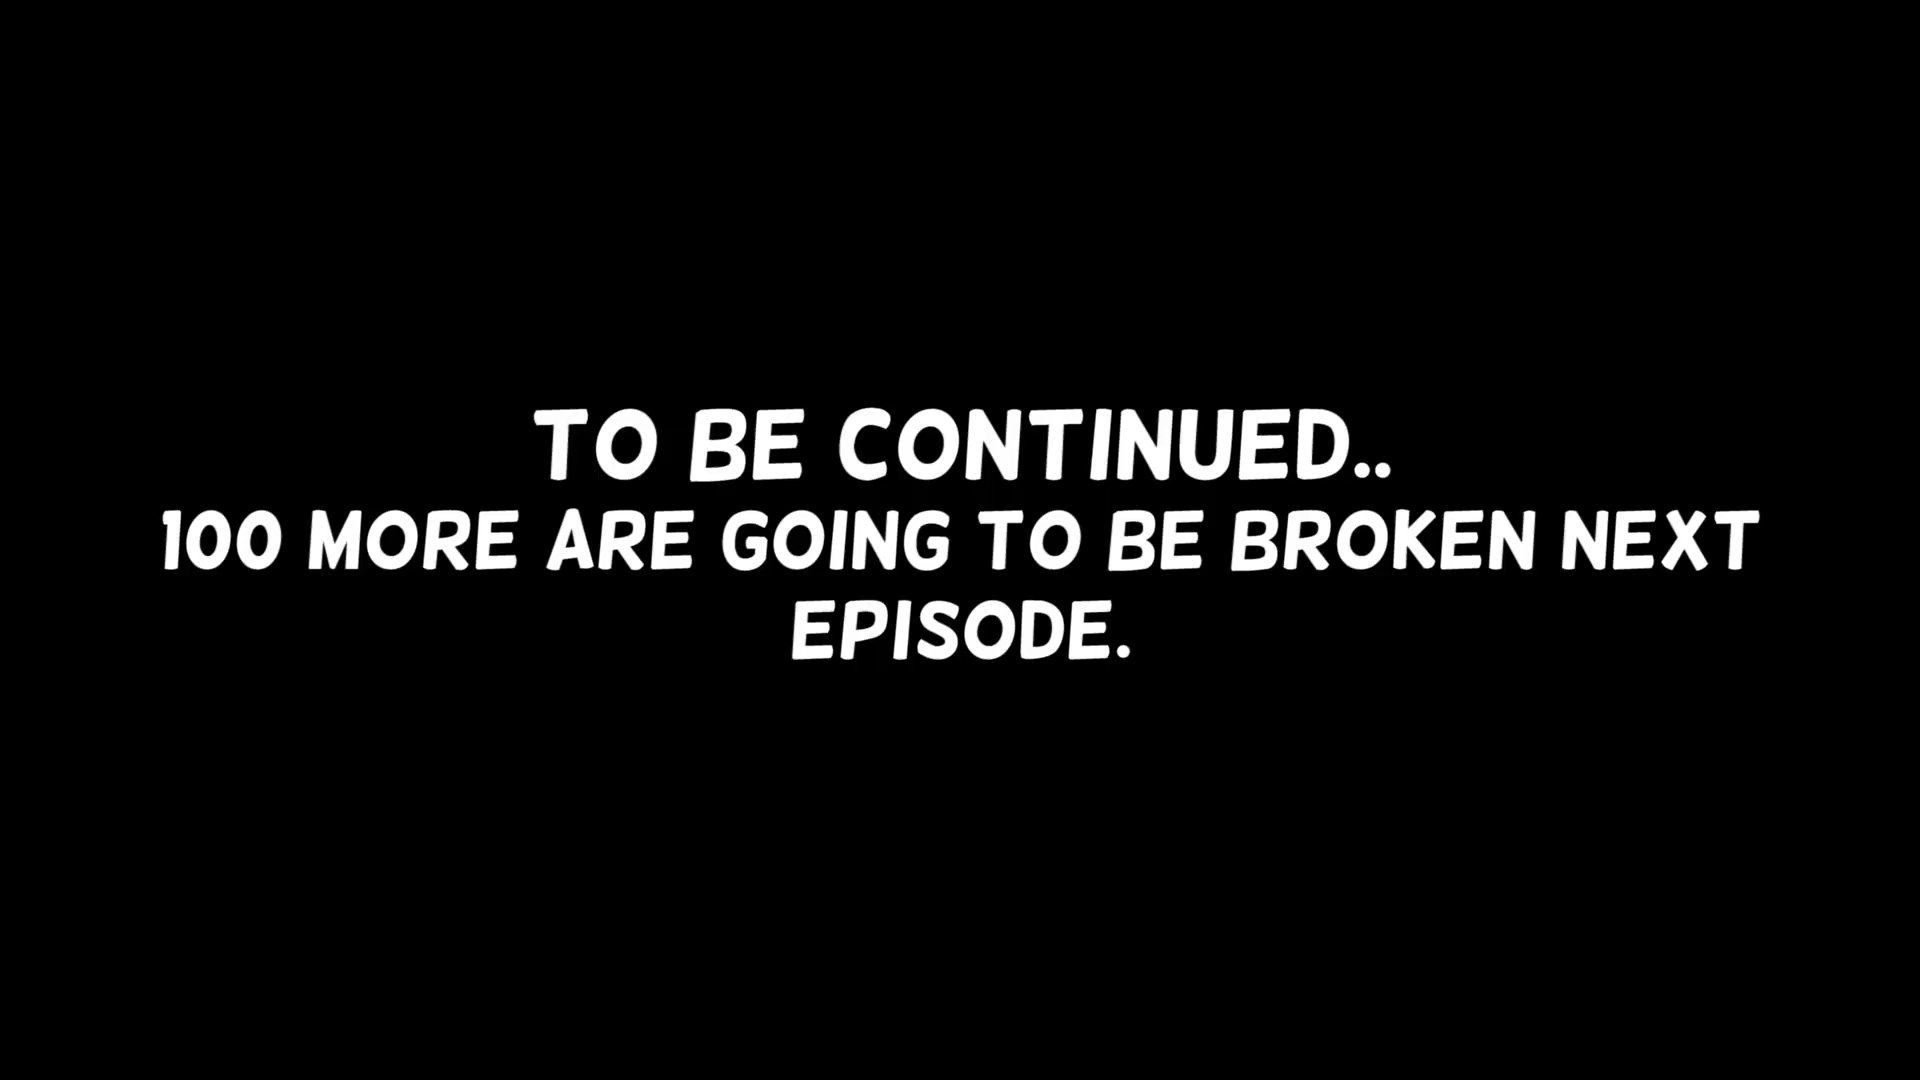 TO BE CONTINUED..
100 MORE ARE GOING TO BE BROKEN NEXT
EPISODE.